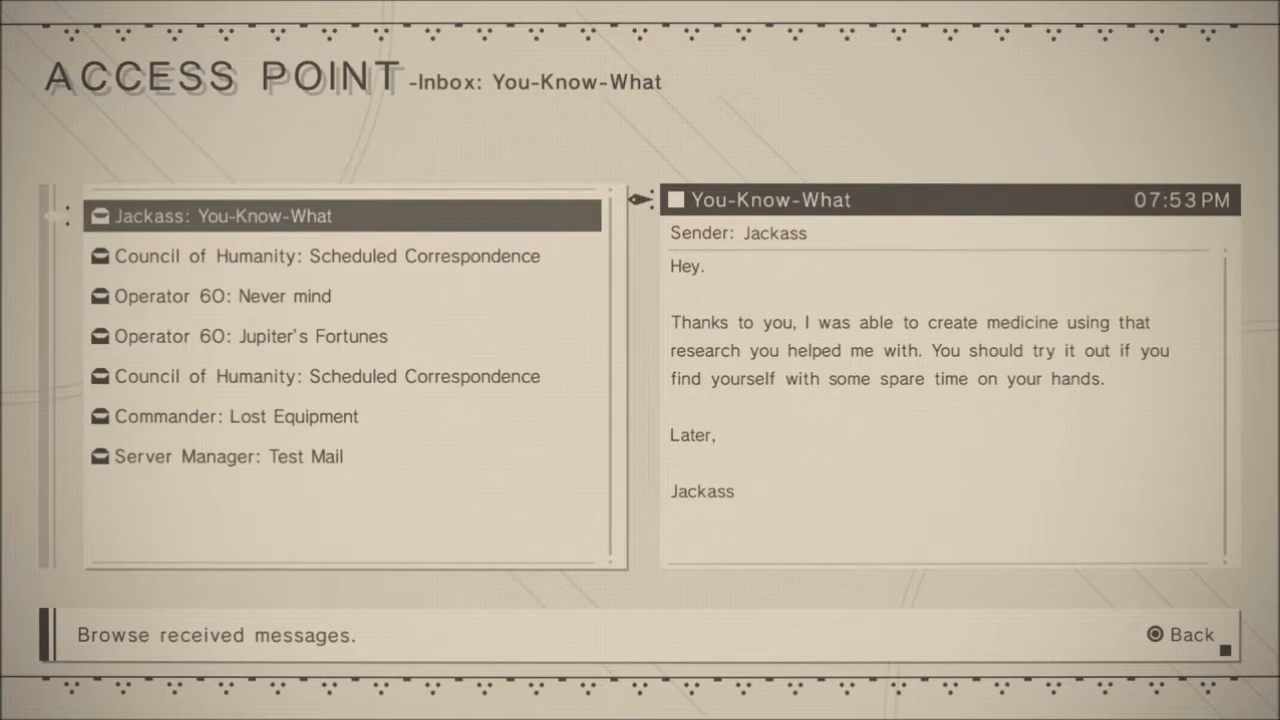 ACCESS POINT -Inbox: You-Know-What
Jackass: You-Know-What
Council of Humanity: Scheduled Correspondence
Operator 6O: Never mind
Operator 6O: Jupiter's Fortunes
Council of Humanity: Scheduled Correspondence
Commander: Lost Equipment
Server Manager: Test Mail
You-Know-What 07:53 PM
Sender: Jackass
Hey.
Thanks to you, I was able to create medicine using that
research you helped me with. You should try it out if you
find yourself with some spare time on your hands.
Later,
Jackass
Browse received messages.
Back